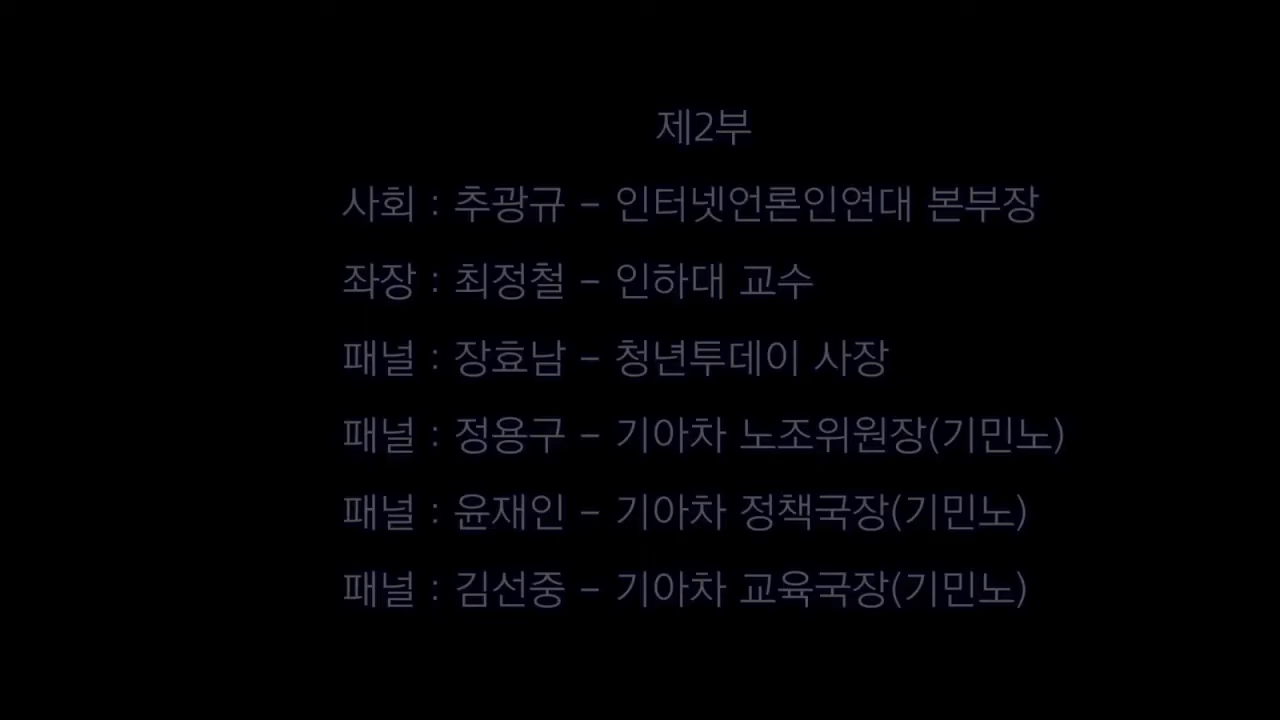 제2부
사회 : 추광규 – 인터넷언론인연대 본부장
좌장 : 최정철 – 인하대 교수
패널 : 장효남 – 청년투데이 사장
패널 : 정용구 – 기아차 노조위원장(기민노)
패널 : 윤재인 – 기아차 정책국장(기민노)
패널 : 김선중 – 기아차 교육국장(기민노)